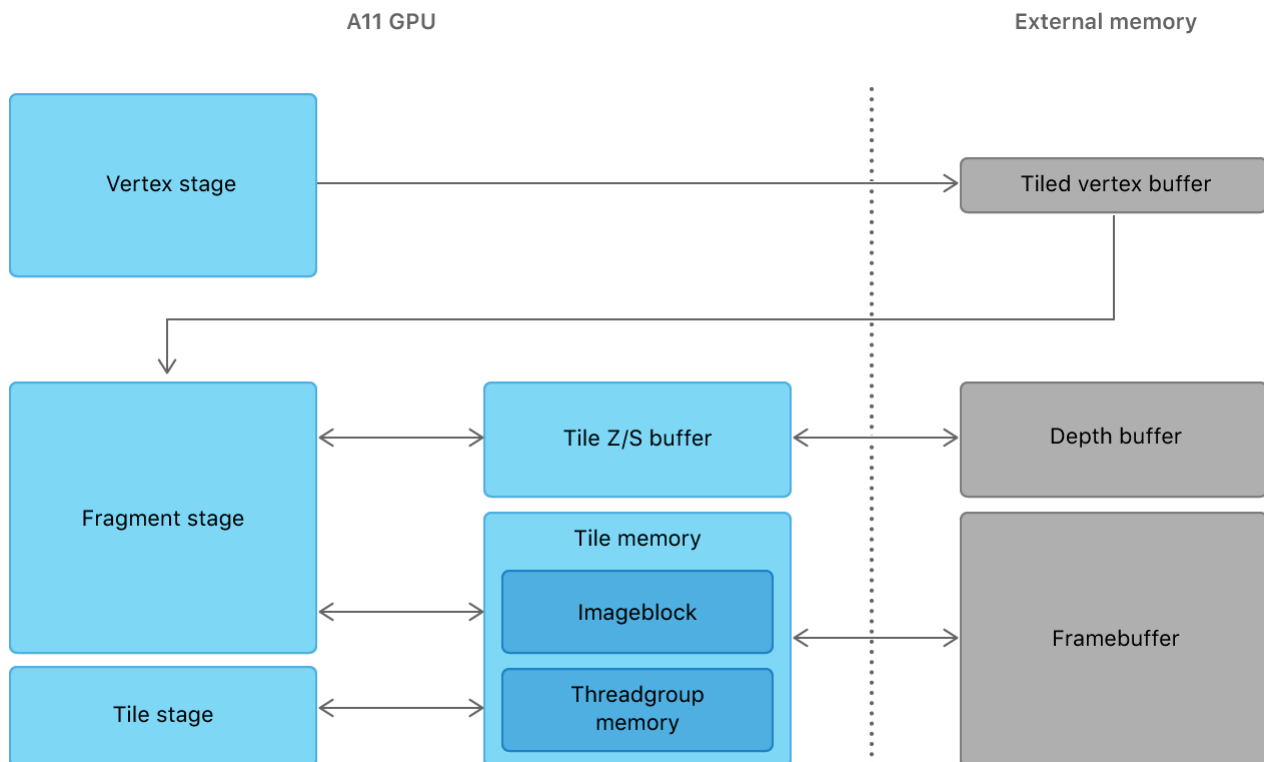 A11 GPU
External memory
Vertex stage
Tiled vertex buffer
Fragment stage
Tile Z/S buffer
Depth buffer
Tile memory
Imageblock
Framebuffer
Tile stage
Threadgroup
memory